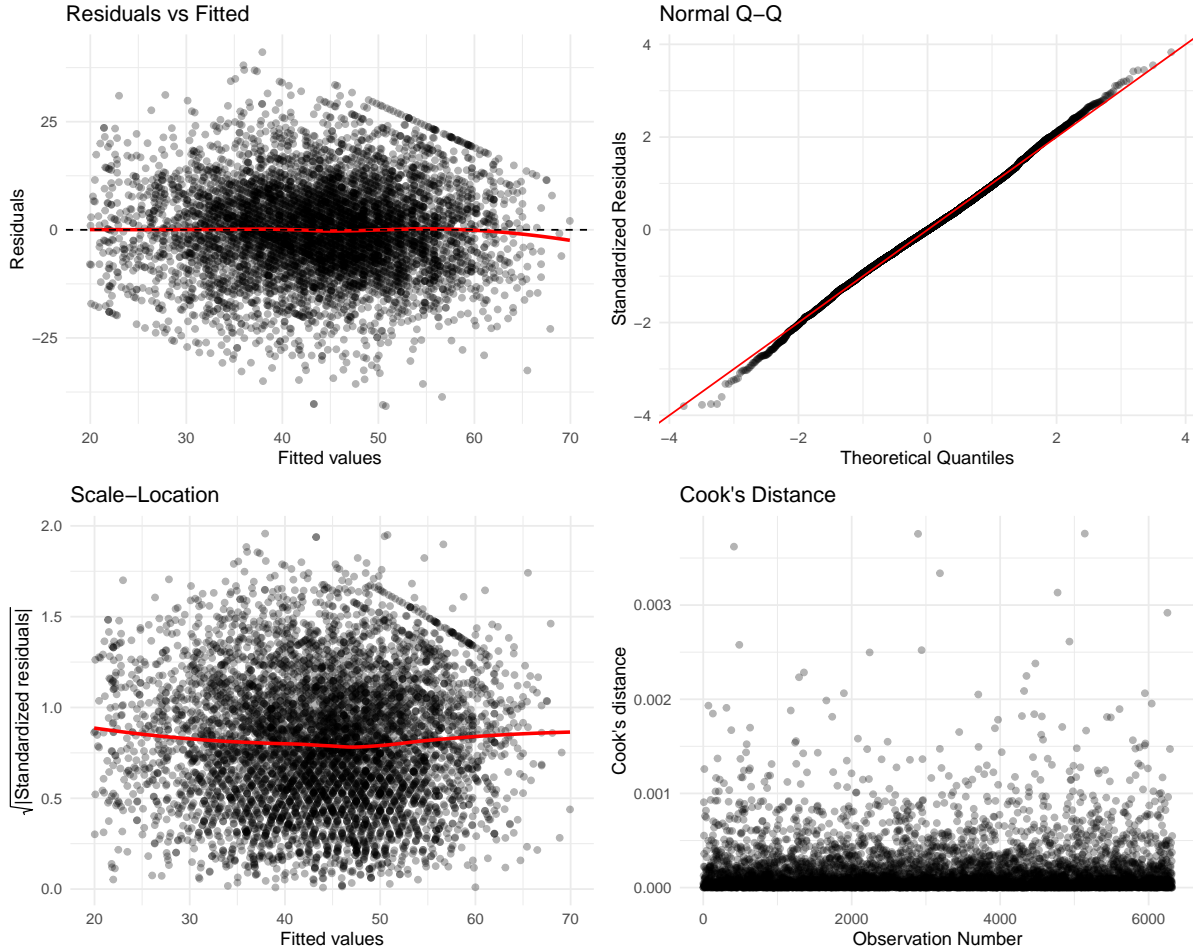 Residuals vs Fitted
Residuals
25
0
−25
20 30 40 50 60 70
Fitted values
Normal Q−Q
Standardized Residuals
4
2
0
−2
−4
−4 −2 0 2 4
Theoretical Quantiles
Scale−Location
√|Standardized residuals|
2.0
1.5
1.0
0.5
0.0
20 30 40 50 60 70
Fitted values
Cook's Distance
Cook's distance
0.003
0.002
0.001
0.000
0 2000 4000 6000
Observation Number